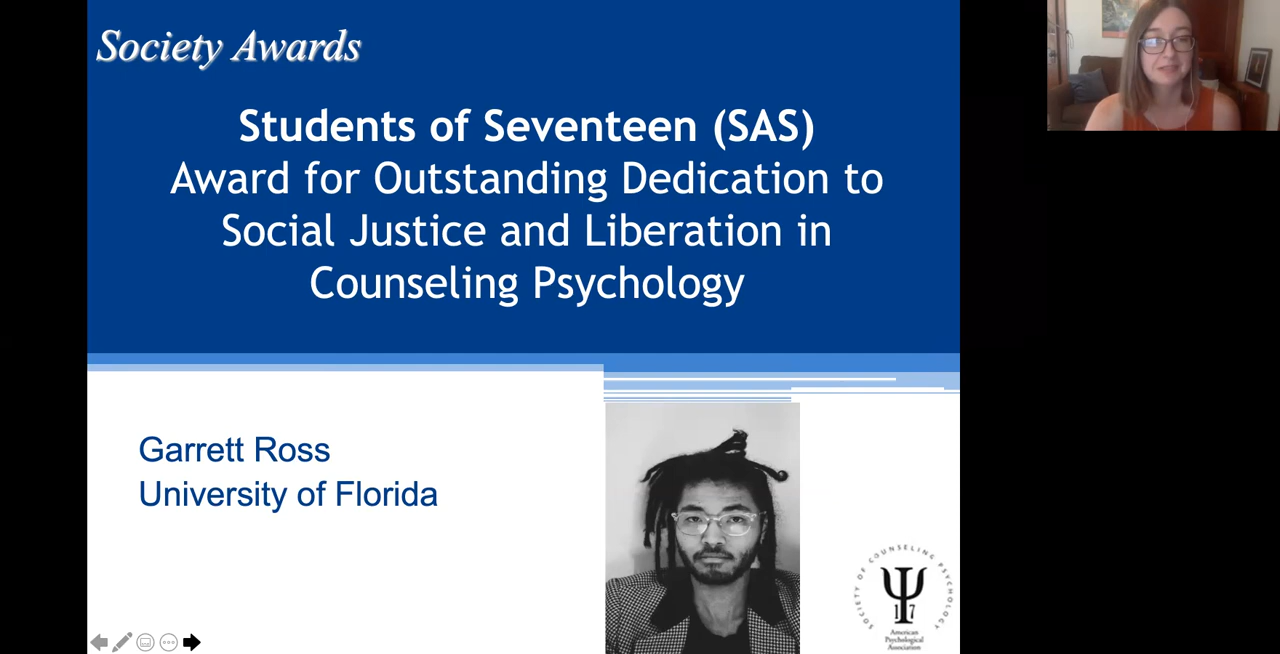 Society Awards
Students of Seventeen (SAS)
Award for Outstanding Dedication to
Social Justice and Liberation in
Counseling Psychology
Garrett Ross
University of Florida
SOCIETY OF COUNSELING PSYCHOLOGY
17
American
Psychological
Association